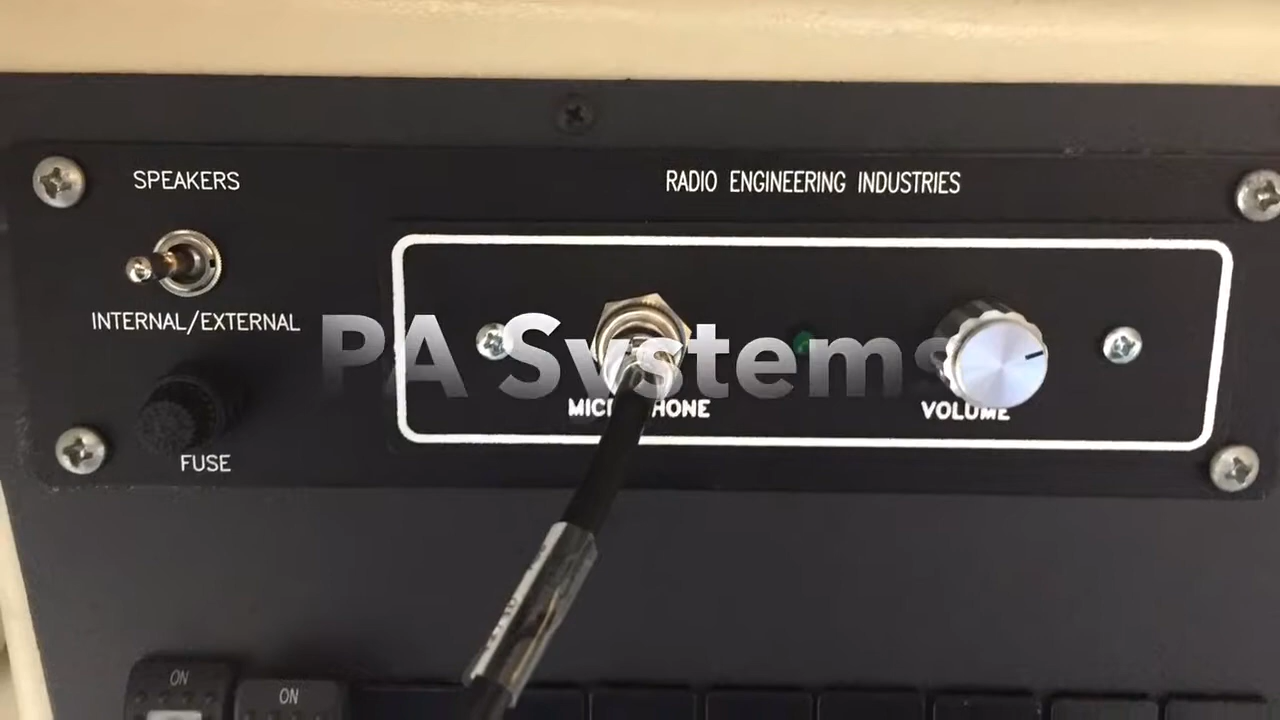 SPEAKERS
RADIO ENGINEERING INDUSTRIES
INTERNAL/EXTERNAL
PA Systems
MICROPHONE
VOLUME
FUSE
ON
ON